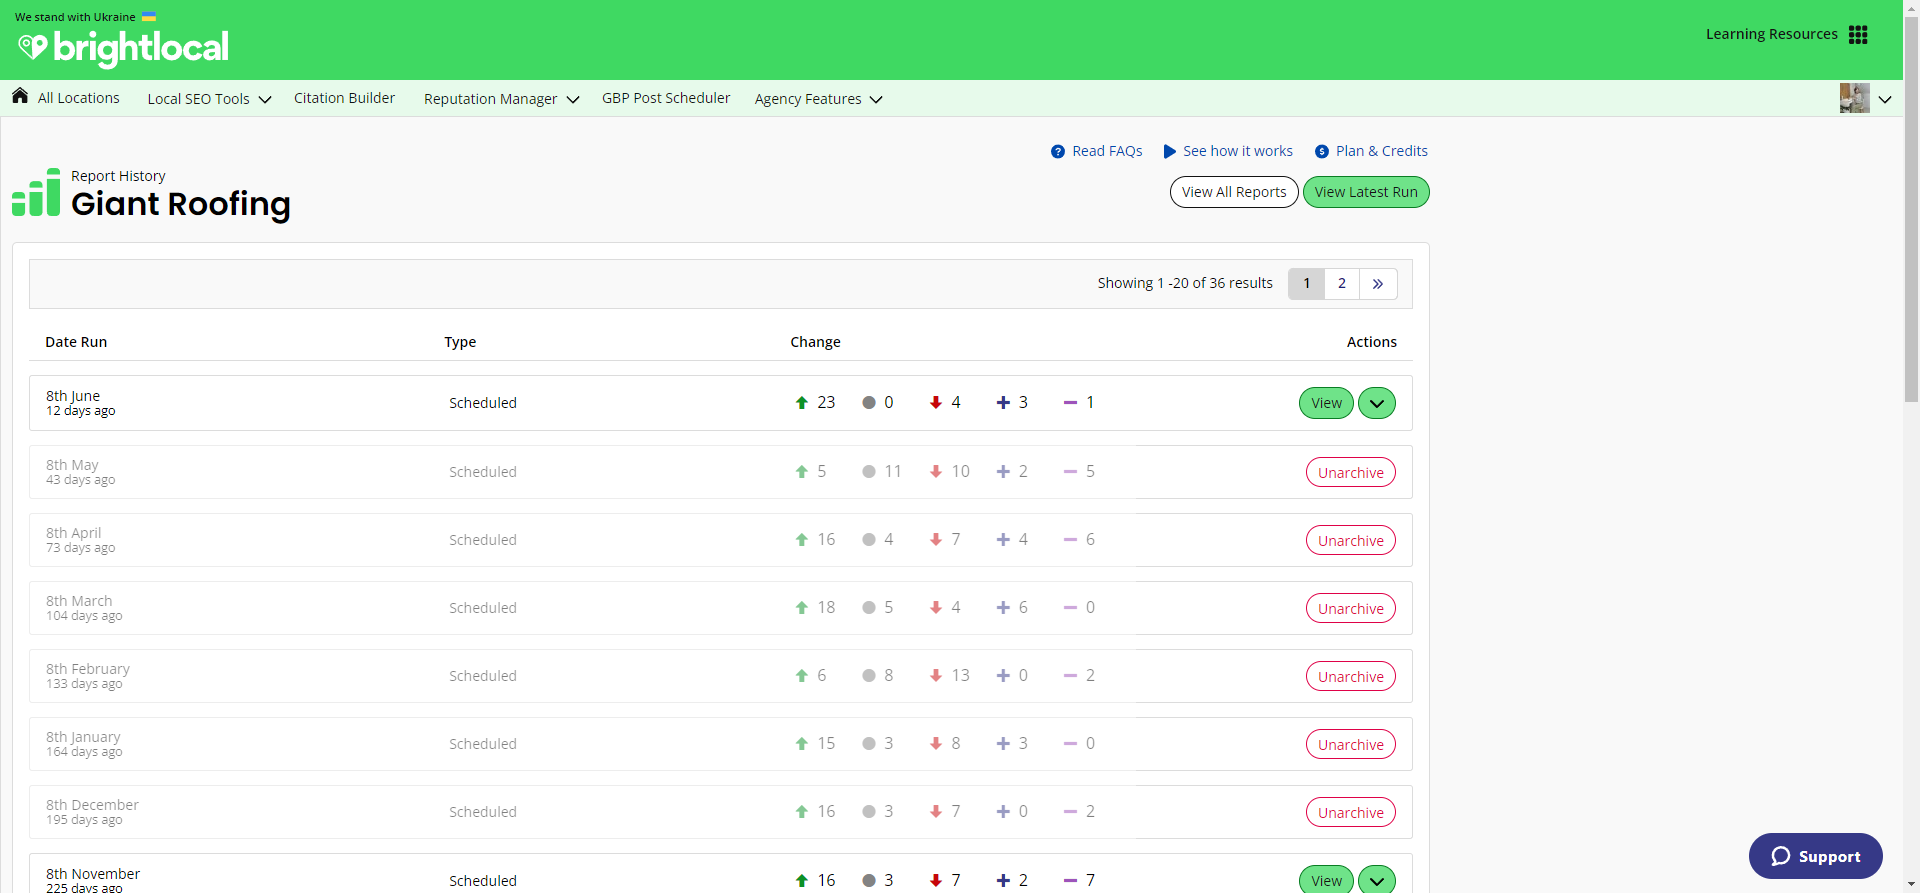 We stand with Ukraine
brightlocal
Learning Resources
All Locations Local SEO Tools Citation Builder Reputation Manager GBP Post Scheduler Agency Features
Read FAQs See how it works Plan & Credits
Report History
Giant Roofing
View All Reports View Latest Run
Showing 1 -20 of 36 results 1 2 »
Date Run Type Change Actions
8th June
12 days ago
Scheduled 23 0 4 3 1 View
8th May
43 days ago
Scheduled 5 11 10 2 5 Unarchive
8th April
73 days ago
Scheduled 16 4 7 4 6 Unarchive
8th March
104 days ago
Scheduled 18 5 4 6 0 Unarchive
8th February
133 days ago
Scheduled 6 8 13 0 2 Unarchive
8th January
164 days ago
Scheduled 15 3 8 3 0 Unarchive
8th December
195 days ago
Scheduled 16 3 7 0 2 Unarchive
8th November
225 days ago
Scheduled 16 3 7 2 7 View
Support